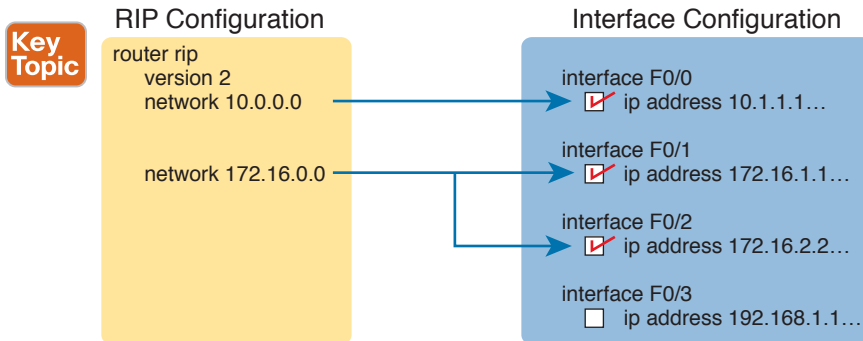 Key
Topic
RIP Configuration
router rip
version 2
network 10.0.0.0
network 172.16.0.0
Interface Configuration
interface F0/0
ip address 10.1.1.1…
interface F0/1
ip address 172.16.1.1…
interface F0/2
ip address 172.16.2.2…
interface F0/3
ip address 192.168.1.1…